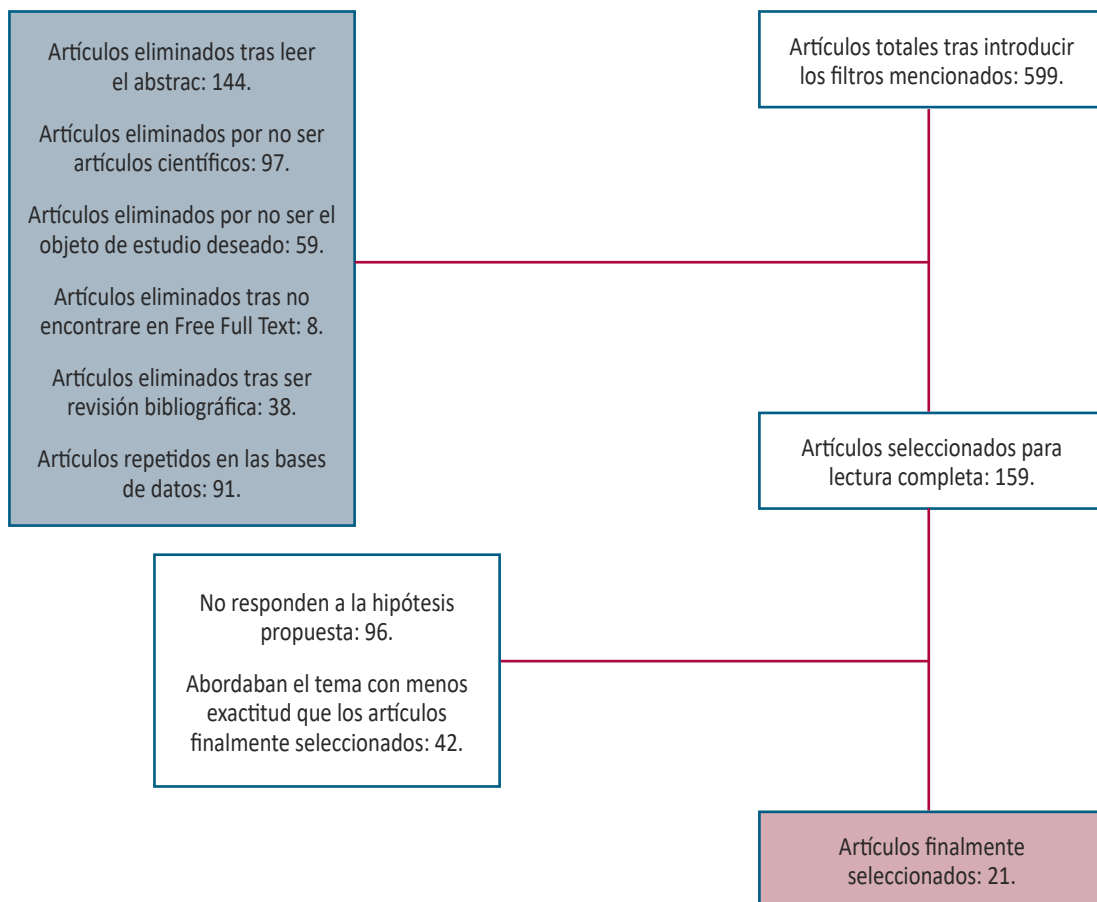 Artículos eliminados tras leer
el abstrac: 144.
Artículos eliminados por no ser
artículos científicos: 97.
Artículos eliminados por no ser el
objeto de estudio deseado: 59.
Artículos eliminados tras no
encontrare en Free Full Text: 8.
Artículos eliminados tras ser
revisión bibliográfica: 38.
Artículos repetidos en las bases
de datos: 91.
Artículos totales tras introducir
los filtros mencionados: 599.
Artículos seleccionados para
lectura completa: 159.
No responden a la hipótesis
propuesta: 96.
Abordaban el tema con menos
exactitud que los artículos
finalmente seleccionados: 42.
Artículos finalmente
seleccionados: 21.